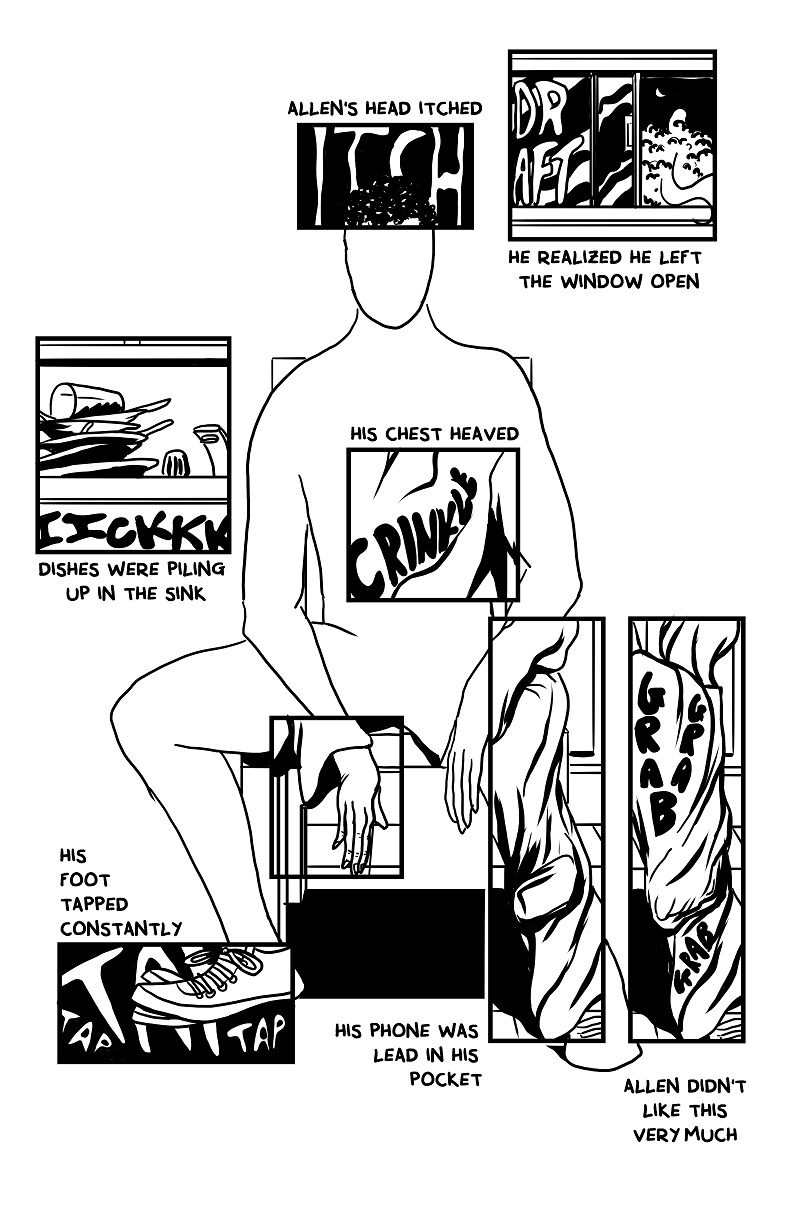 ALLEN'S HEAD ITCHED
ITCH
DR
AFT
HE REALIZED HE LEFT
THE WINDOW OPEN
HIS CHEST HEAVED
CRINKLE
IICKKK
DISHES WERE PILING
UP IN THE SINK
GRAB
GRAB
GRAB
HIS
FOOT
TAPPED
CONSTANTLY
TAP
TAP
TAP
HIS PHONE WAS
LEAD IN HIS
POCKET
ALLEN DIDN'T
LIKE THIS
VERY MUCH